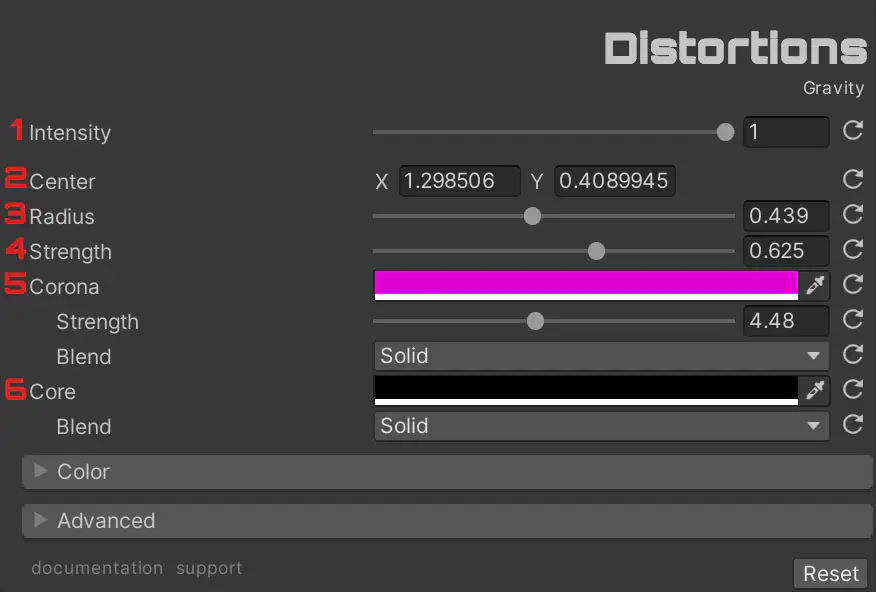 Distortions
Gravity
1 Intensity 1
2 Center X 1.298506 Y 0.4089945
3 Radius 0.439
4 Strength 0.625
5 Corona
Strength 4.48
Blend Solid
6 Core
Blend Solid
Color
Advanced
documentation support Reset